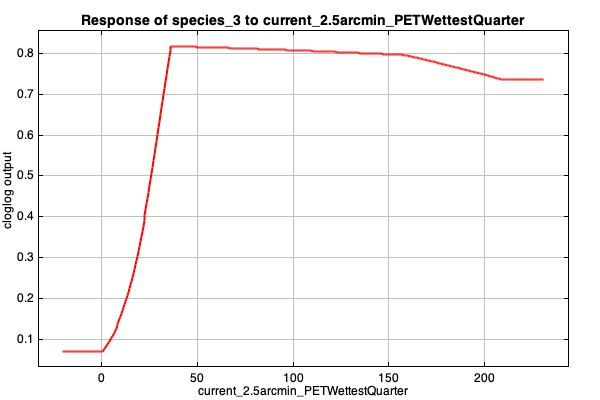 Response of species_3 to current_2.5arcmin_PETWettestQuarter
cloglog output
0.8
0.7
0.6
0.5
0.4
0.3
0.2
0.1
0 50 100 150 200
current_2.5arcmin_PETWettestQuarter